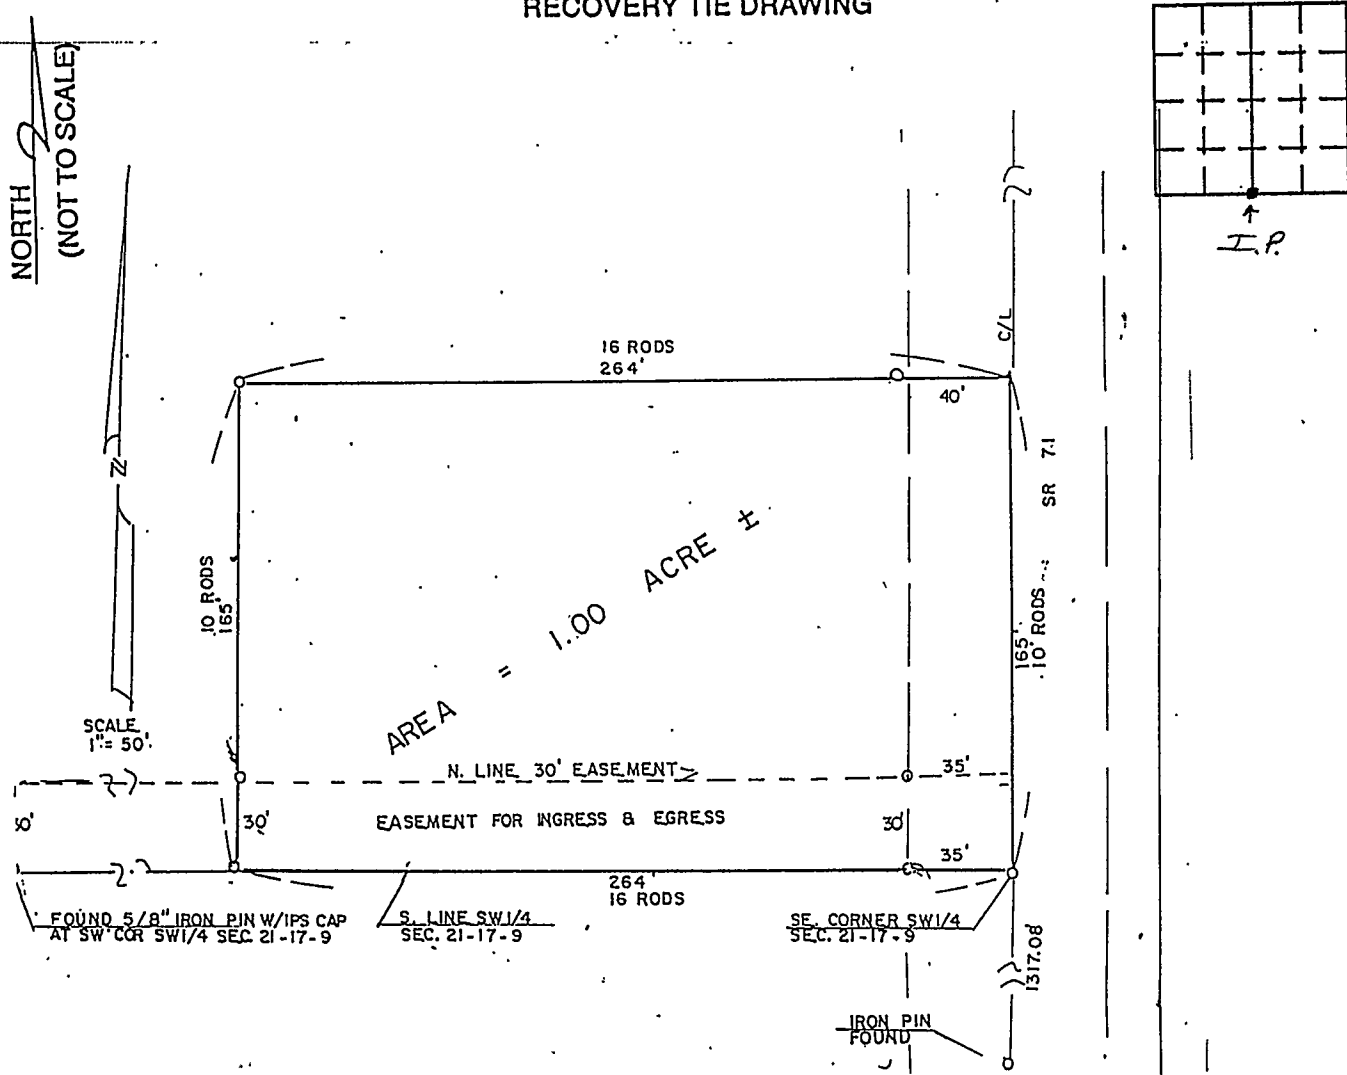 RECOVERY TIE DRAWING
NORTH
(NOT TO SCALE)
I.P.
C/L
16 RODS
264'
40'
SR 71
N
10 RODS
165'
165'
10' RODS
AREA = 1.00 ACRE ±
SCALE
1"= 50'
N. LINE 30' EASEMENT
35'
30'
EASEMENT FOR INGRESS & EGRESS
30'
35'
264'
16 RODS
FOUND 5/8" IRON PIN W/IPS CAP
AT SW COR SW1/4 SEC. 21-17-9
S. LINE SW1/4
SEC. 21-17-9
SE. CORNER SW1/4
SEC. 21-17-9
1317.08
IRON PIN
FOUND